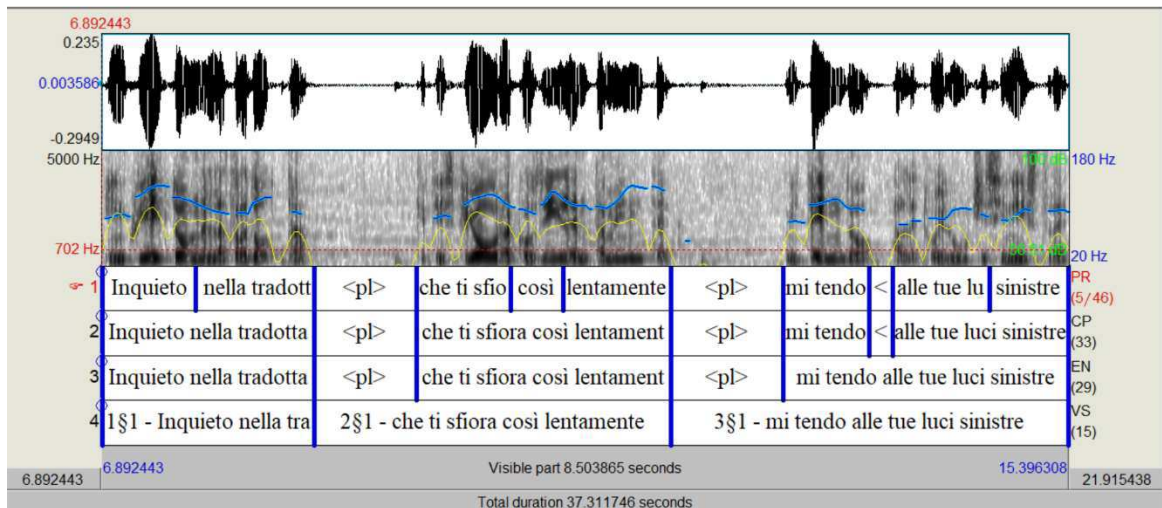 6.892443
0.235
0.003586
-0.2949
5000 Hz 100 dB 180 Hz
702 Hz 20 Hz
1 Inquieto nella tradott <pl> che ti sfio così lentamente <pl> mi tendo < alle tue lu sinistre PR (5/46)
2 Inquieto nella tradotta <pl> che ti sfiora così lentament <pl> mi tendo < alle tue luci sinistre CP (33)
3 Inquieto nella tradotta <pl> che ti sfiora così lentament <pl> mi tendo alle tue luci sinistre EN (29)
4 1§1 - Inquieto nella tra 2§1 - che ti sfiora così lentamente 3§1 - mi tendo alle tue luci sinistre VS (15)
6.892443 Visible part 8.503865 seconds 15.396308
6.892443 21.915438
Total duration 37.311746 seconds